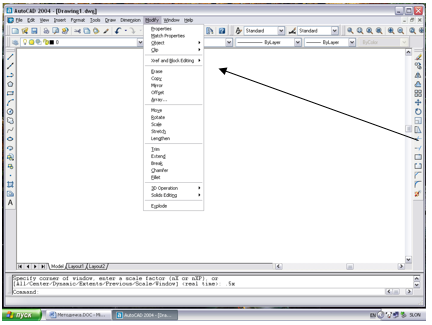 AutoCAD 2004 - [Drawing1.dwg]
File Edit View Insert Format Tools Draw Dimension Modify Window Help
Standard Standard
0 ByLayer ByLayer ByColor
Properties
Match Properties
Object
Clip
Xref and Block Editing
Erase
Copy
Mirror
Offset
Array...
Move
Rotate
Scale
Stretch
Lengthen
Trim
Extend
Break
Chamfer
Fillet
3D Operation
Solids Editing
Explode
A
Model Layout1 Layout2
Specify corner of window, enter a scale factor (nX or nXP), or
[All/Center/Dynamic/Extents/Previous/Scale/Window] <real time>: _e
Command:
пуск Методичка.DOC - Mi... AutoCAD 2004 - [Dra... EN SLON